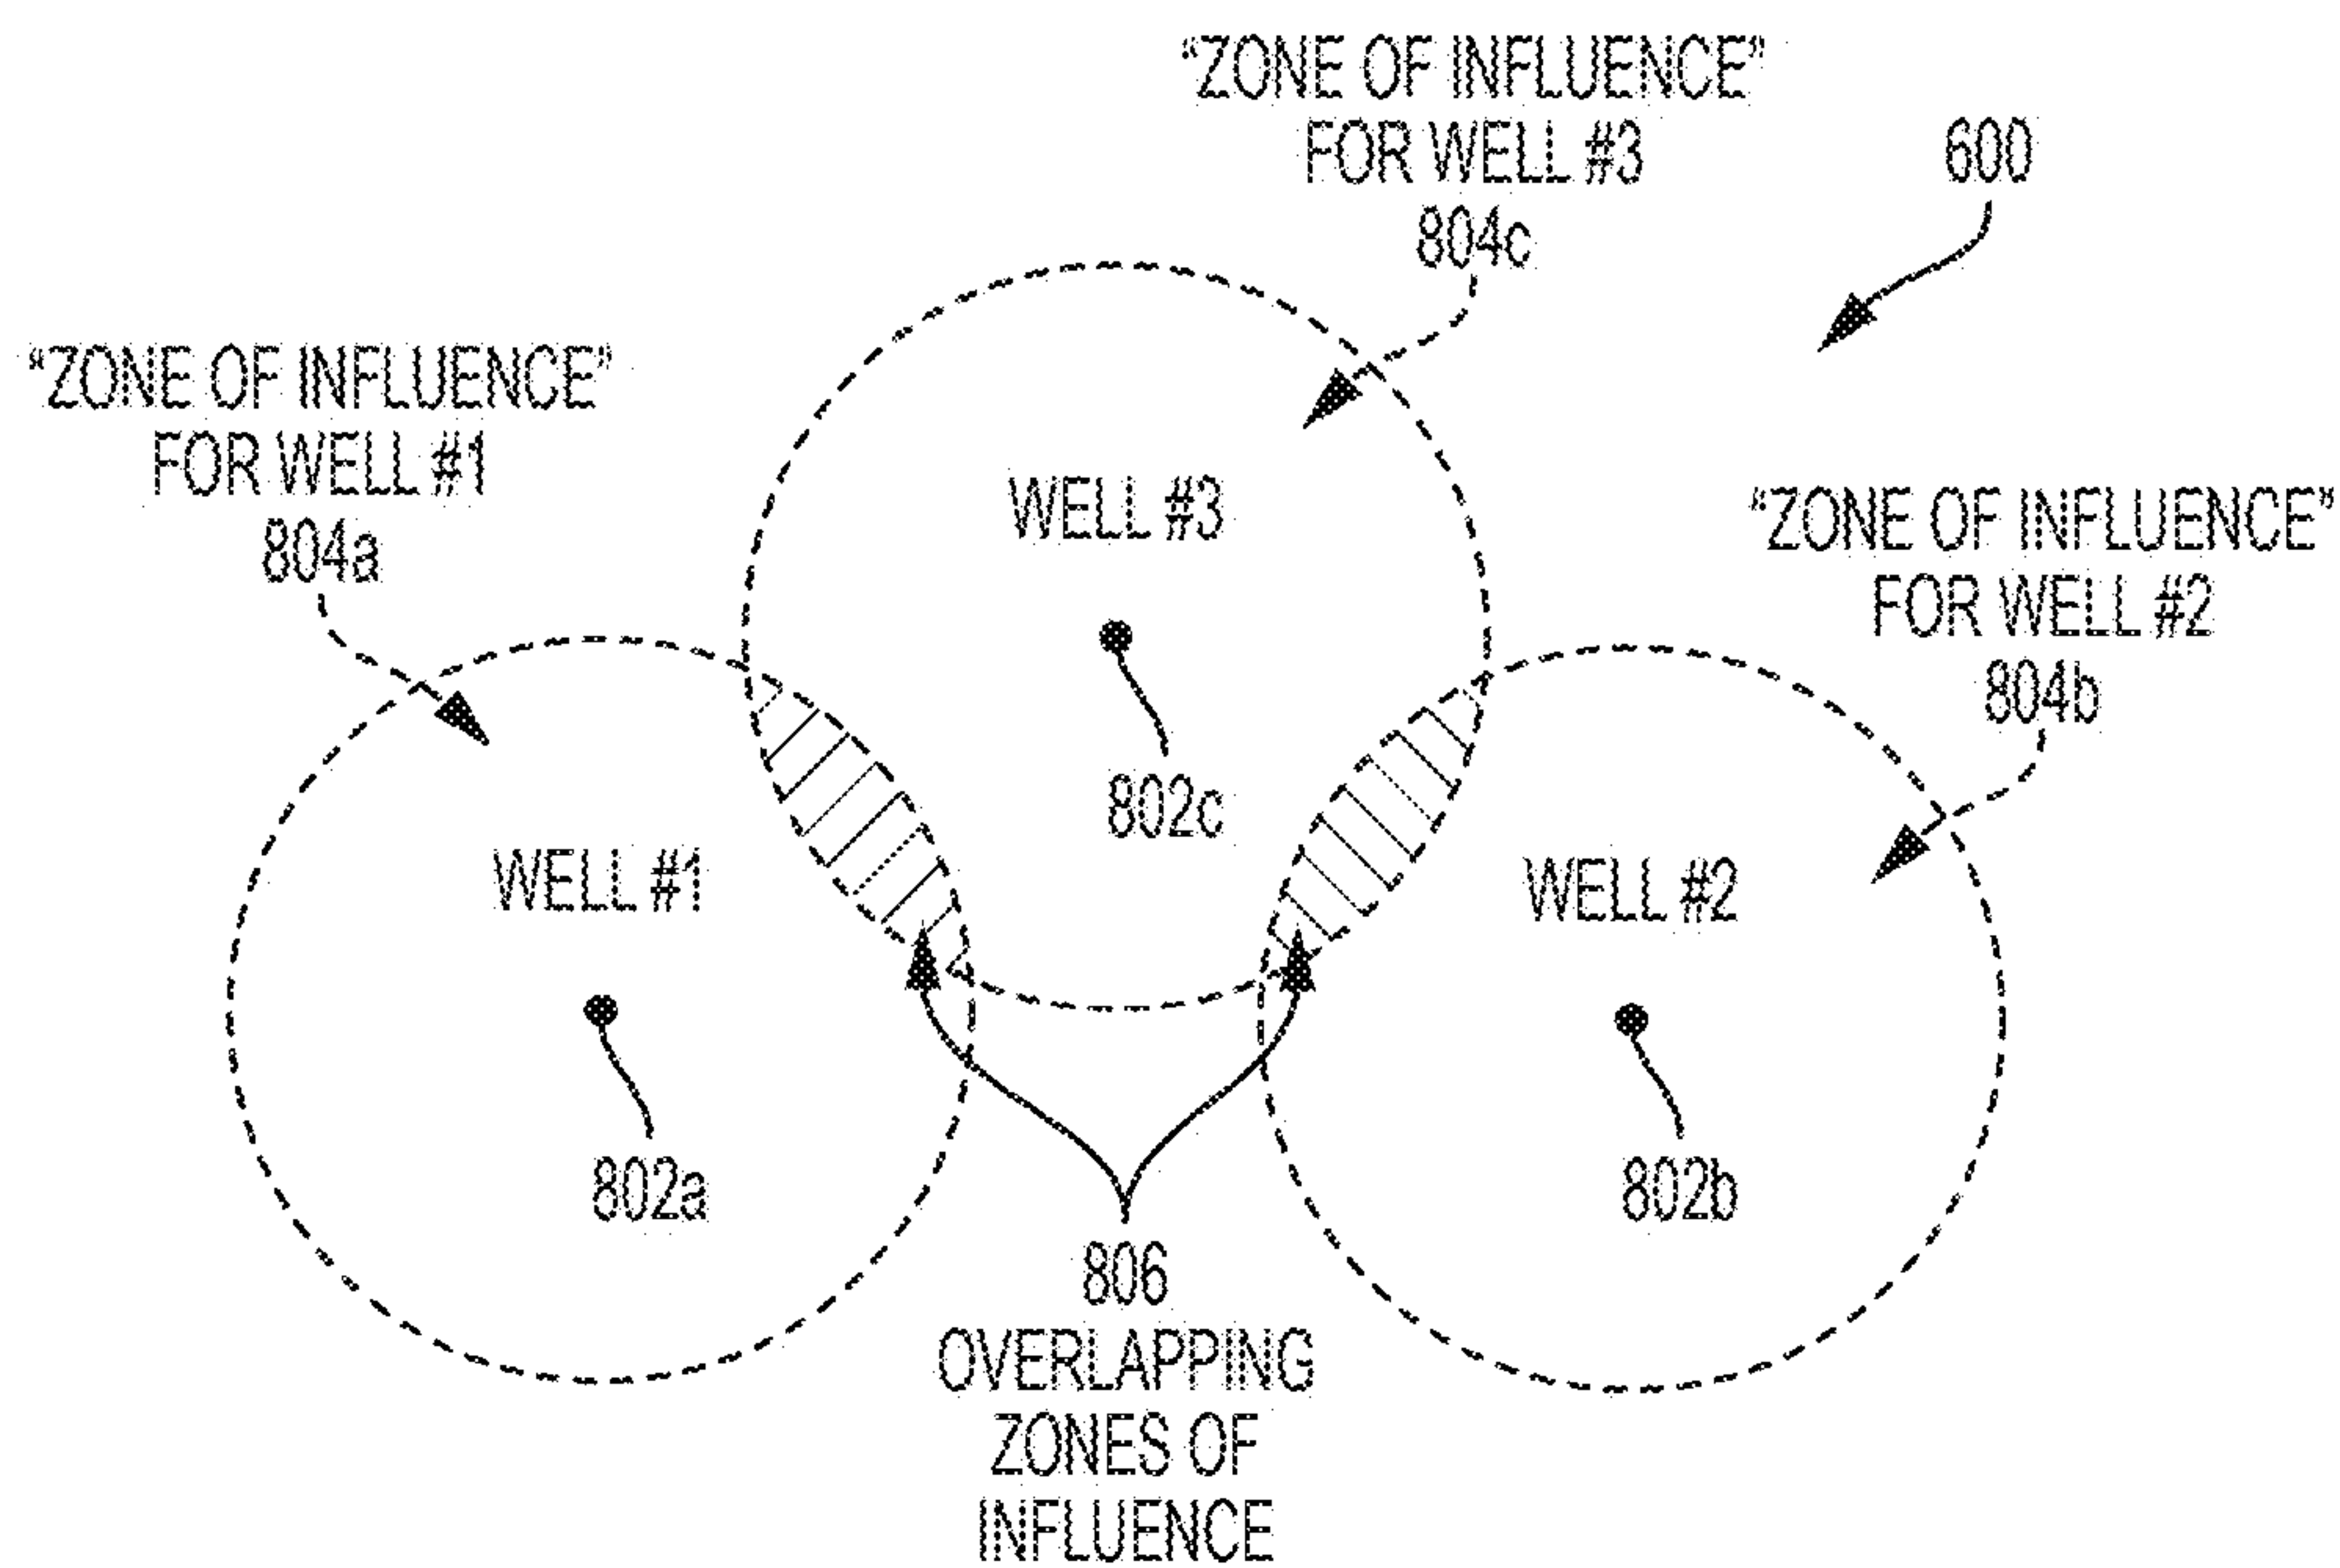 “ZONE OF INFLUENCE”
FOR WELL #3
804c
600
“ZONE OF INFLUENCE”
FOR WELL #1
804a
WELL #3
“ZONE OF INFLUENCE”
FOR WELL #2
804b
802c
WELL #1
WELL #2
802a
802b
806
OVERLAPPING
ZONES OF
INFLUENCE